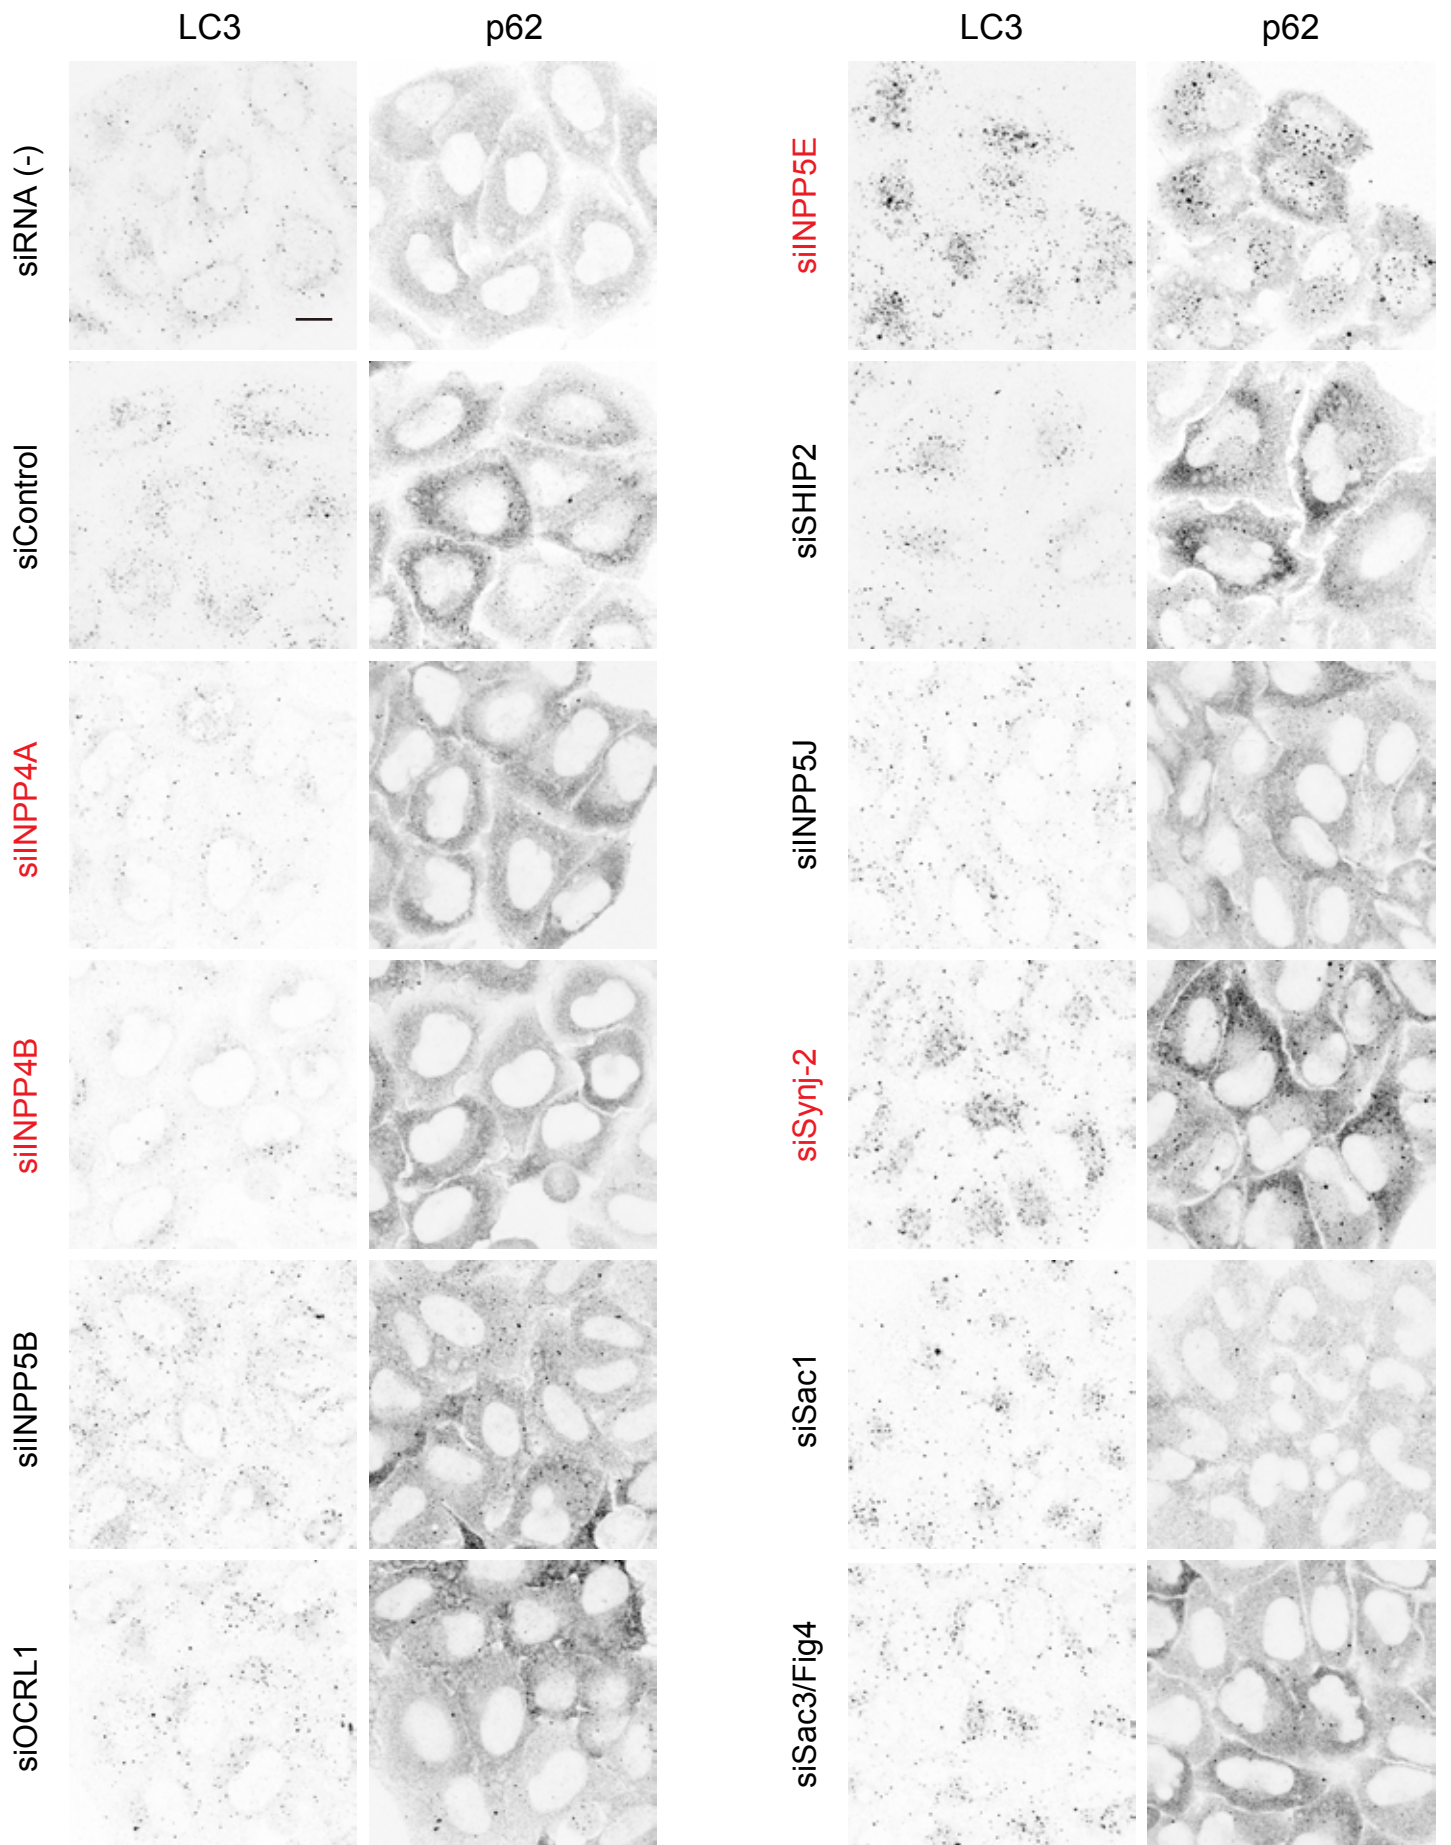 LC3 p62 LC3 p62
siRNA (-)
siINPP5E
siControl
siSHIP2
siINPP4A
siINPP5J
siINPP4B
siSynj-2
siINPP5B
siSac1
siOCRL1
siSac3/Fig4